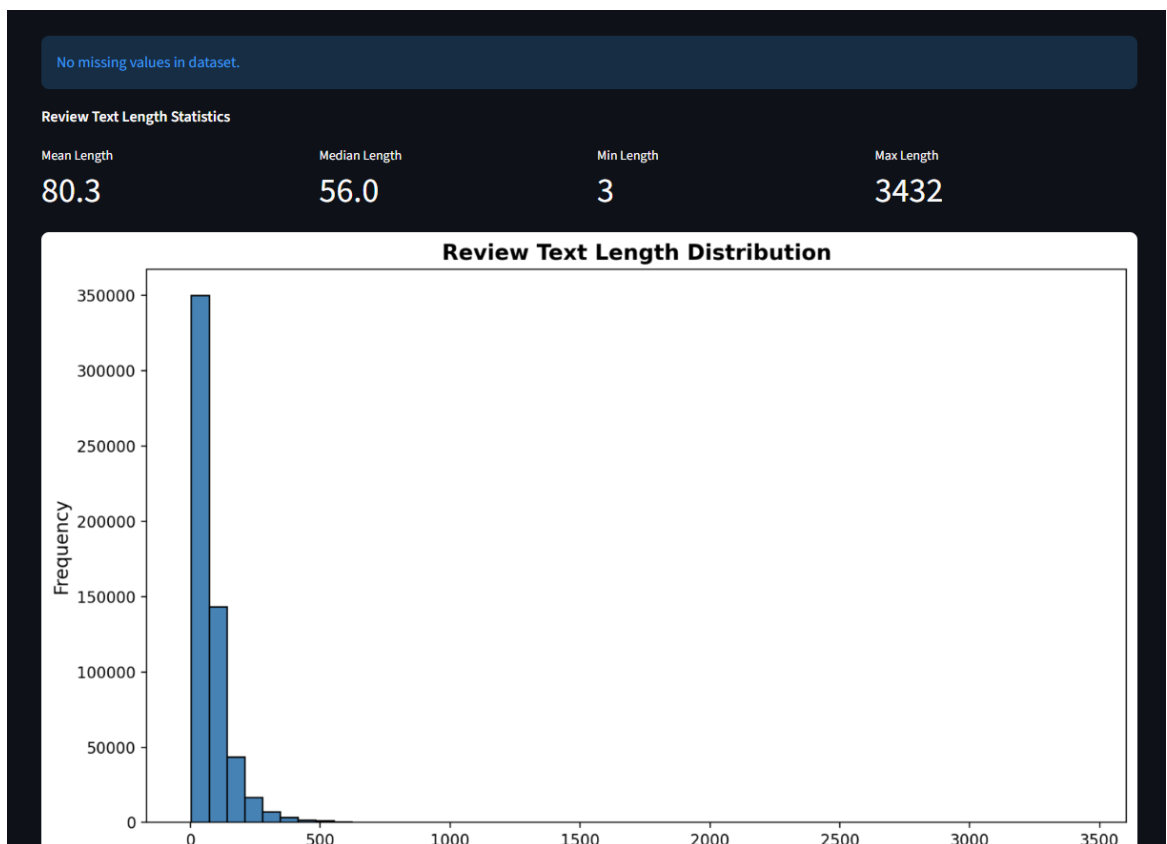 No missing values in dataset.
Review Text Length Statistics
Mean Length Median Length Min Length Max Length
80.3 56.0 3 3432
Review Text Length Distribution
350000
300000
250000
200000
150000
100000
50000
0
Frequency
0 500 1000 1500 2000 2500 3000 3500